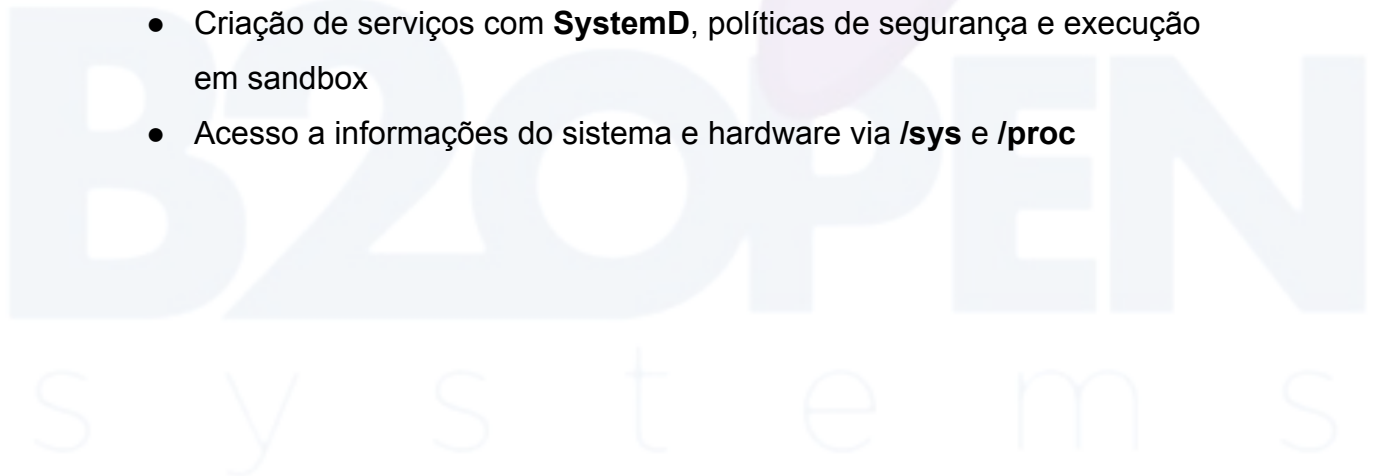 ● Criação de serviços com SystemD, políticas de segurança e execução
em sandbox
● Acesso a informações do sistema e hardware via /sys e /proc
B2OPEN
systems